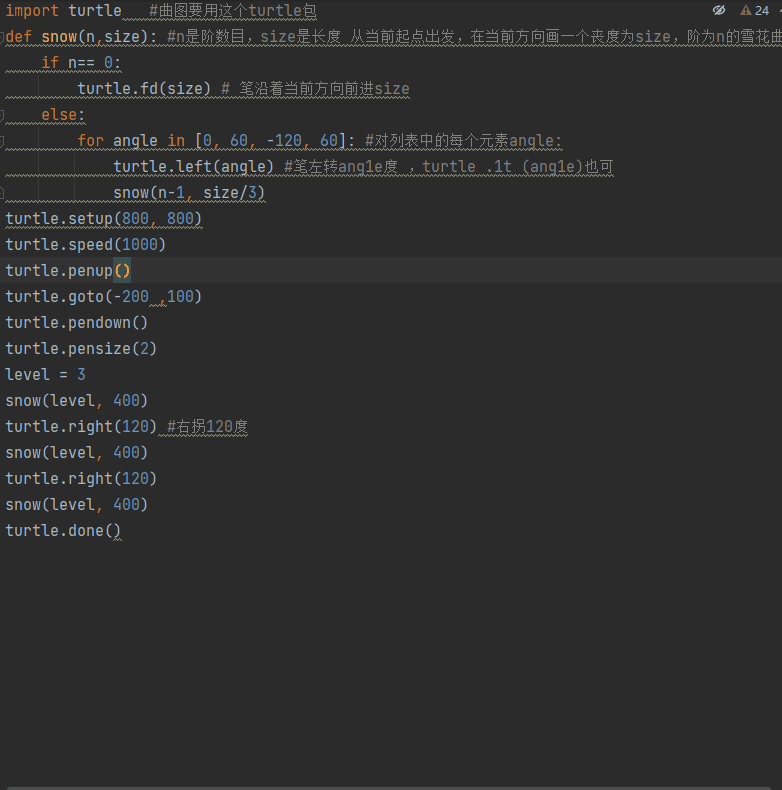 import turtle   #曲图要用这个turtle包
24
def snow(n,size): #n是阶数目，size是长度 从当前起点出发，在当前方向画一个丧度为size，阶为n的雪花曲
    if n== 0:
        turtle.fd(size) # 笔沿着当前方向前进size
    else:
        for angle in [0, 60, -120, 60]: #对列表中的每个元素angle:
            turtle.left(angle) #笔左转ang1e度 ，turtle .1t (ang1e)也可
            snow(n-1, size/3)
turtle.setup(800, 800)
turtle.speed(1000)
turtle.penup()
turtle.goto(-200 ,100)
turtle.pendown()
turtle.pensize(2)
level = 3
snow(level, 400)
turtle.right(120) #右拐120度
snow(level, 400)
turtle.right(120)
snow(level, 400)
turtle.done()